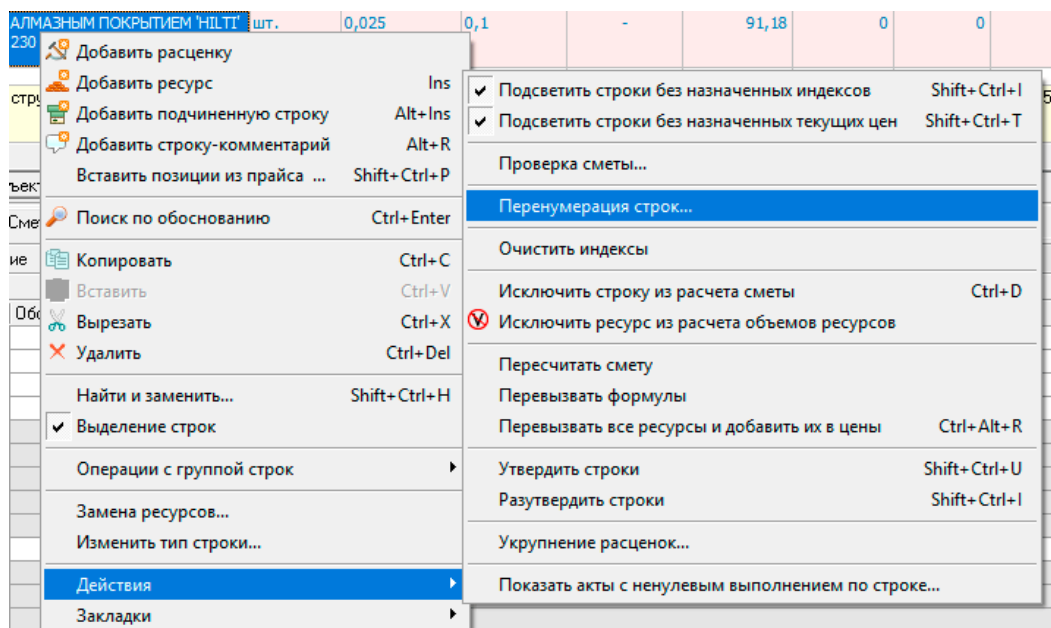 АЛМАЗНЫМ ПОКРЫТИЕМ 'HILTI' шт. 0,025 0,1 - 91,18 0 0
230
Добавить расценку
Добавить ресурс Ins
Добавить подчиненную строку Alt+Ins
Добавить строку-комментарий Alt+R
Вставить позиции из прайса ... Shift+Ctrl+P
Поиск по обоснованию Ctrl+Enter
Копировать Ctrl+C
Вставить Ctrl+V
Вырезать Ctrl+X
Удалить Ctrl+Del
Найти и заменить... Shift+Ctrl+H
Выделение строк
Операции с группой строк
Замена ресурсов...
Изменить тип строки...
Действия
Закладки
Подсветить строки без назначенных индексов Shift+Ctrl+I
Подсветить строки без назначенных текущих цен Shift+Ctrl+T
Проверка сметы...
Перенумерация строк...
Очистить индексы
Исключить строку из расчета сметы Ctrl+D
Исключить ресурс из расчета объемов ресурсов
Пересчитать смету
Перевызвать формулы
Перевызвать все ресурсы и добавить их в цены Ctrl+Alt+R
Утвердить строки Shift+Ctrl+U
Разутвердить строки Shift+Ctrl+I
Укрупнение расценок...
Показать акты с ненулевым выполнением по строке...